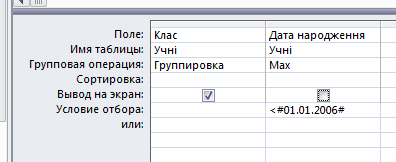 Поле: Клас Дата народження
Имя таблицы: Учні Учні
Групповая операция: Группировка Max
Сортировка:
Вывод на экран:
Условие отбора: <#01.01.2006#
или: